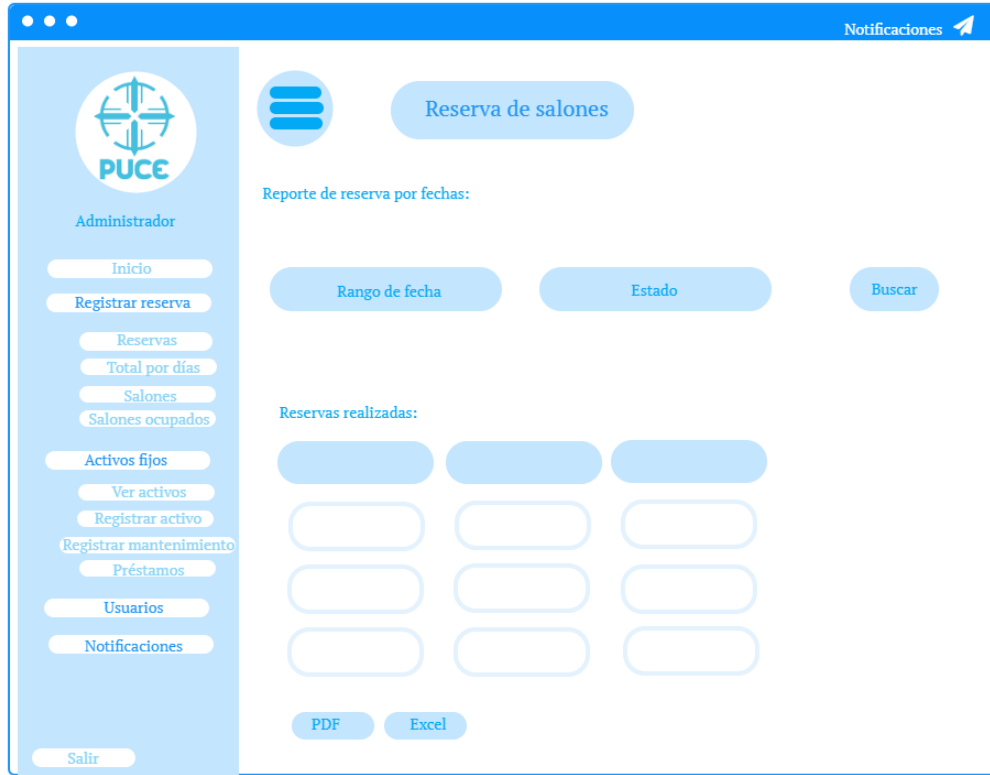 Notificaciones
PUCE
Administrador
Inicio
Registrar reserva
Reservas
Total por días
Salones
Salones ocupados
Activos fijos
Ver activos
Registrar activo
Registrar mantenimiento
Préstamos
Usuarios
Notificaciones
Salir
Reserva de salones
Reporte de reserva por fechas:
Rango de fecha
Estado
Buscar
Reservas realizadas:
PDF
Excel